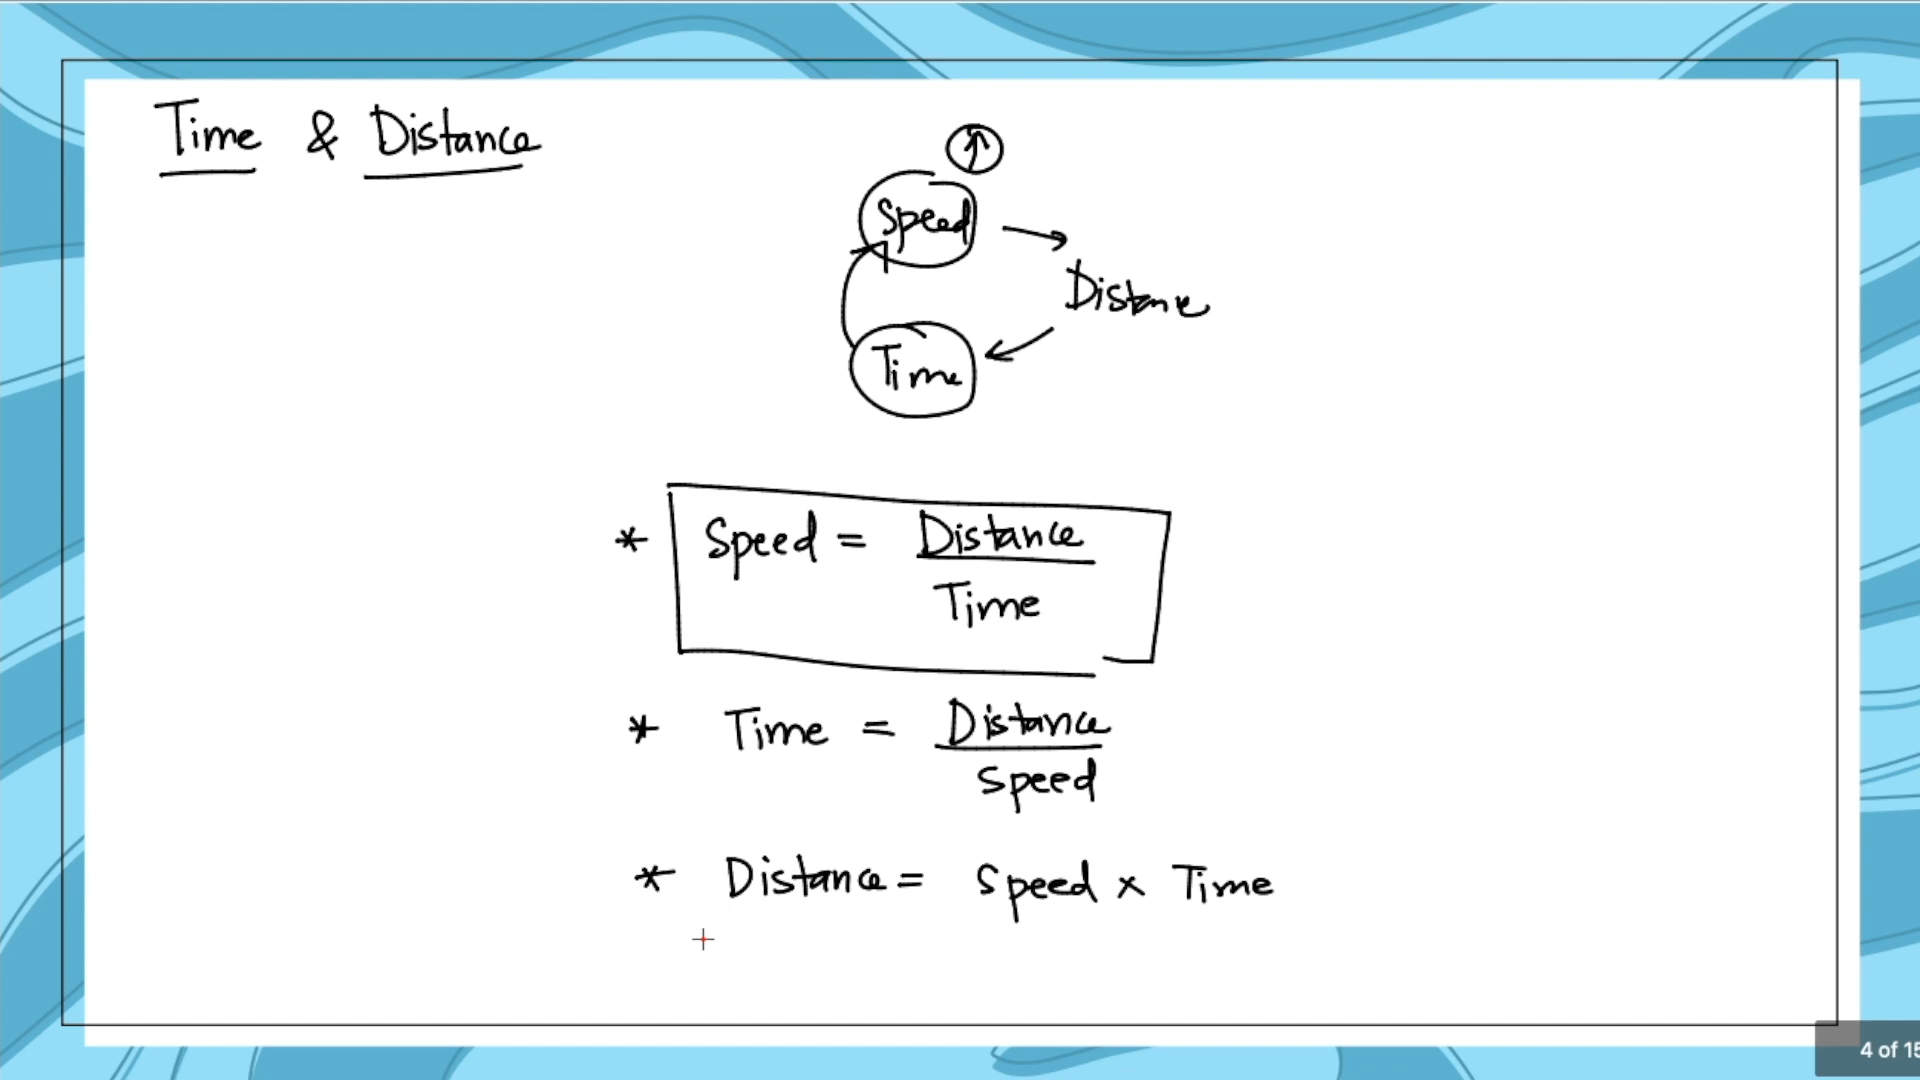 Time & Distance
↑
Speed →
Distance
Time
* Speed = Distance
Time
* Time = Distance
Speed
* Distance = Speed × Time
4 of 15